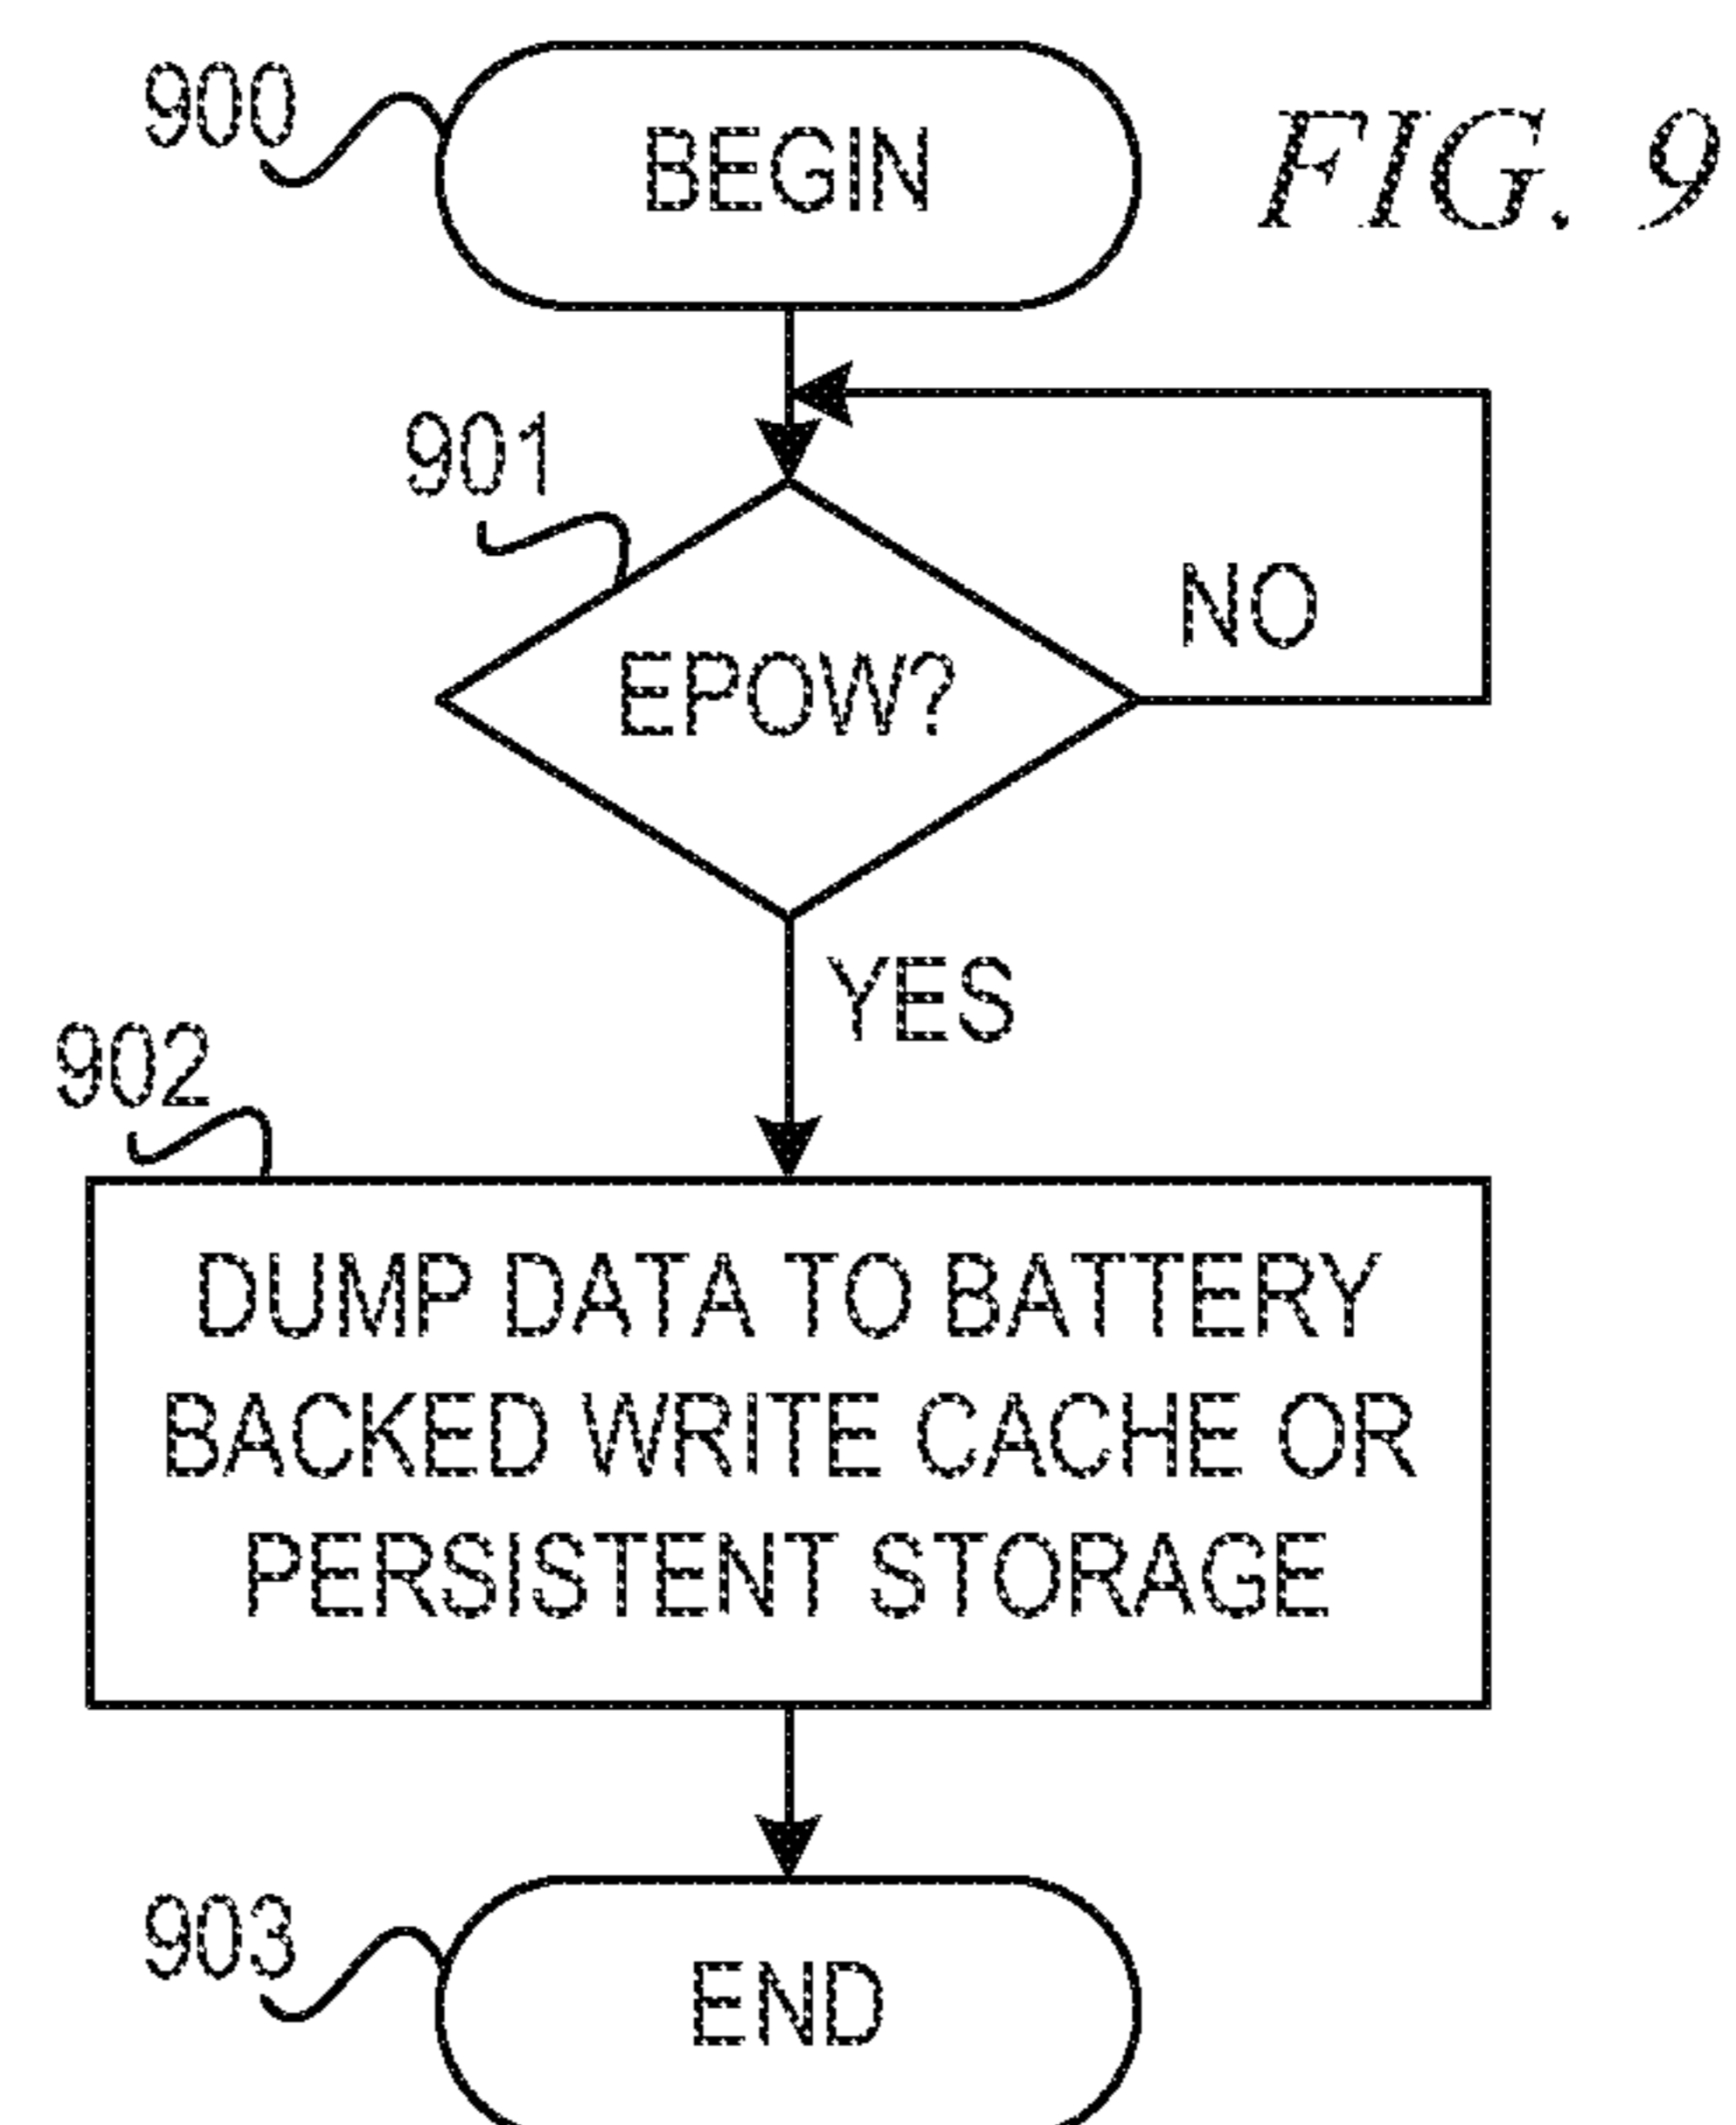 900
BEGIN
FIG. 9
901
EPOW?
NO
YES
902
DUMP DATA TO BATTERY
BACKED WRITE CACHE OR
PERSISTENT STORAGE
903
END